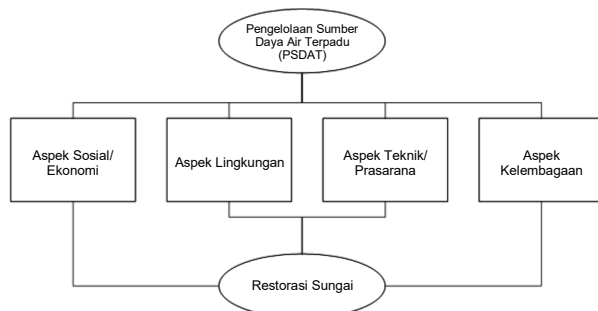 Pengelolaan Sumber
Daya Air Terpadu
(PSDAT)
Aspek Sosial/
Ekonomi
Aspek Lingkungan
Aspek Teknik/
Prasarana
Aspek
Kelembagaan
Restorasi Sungai